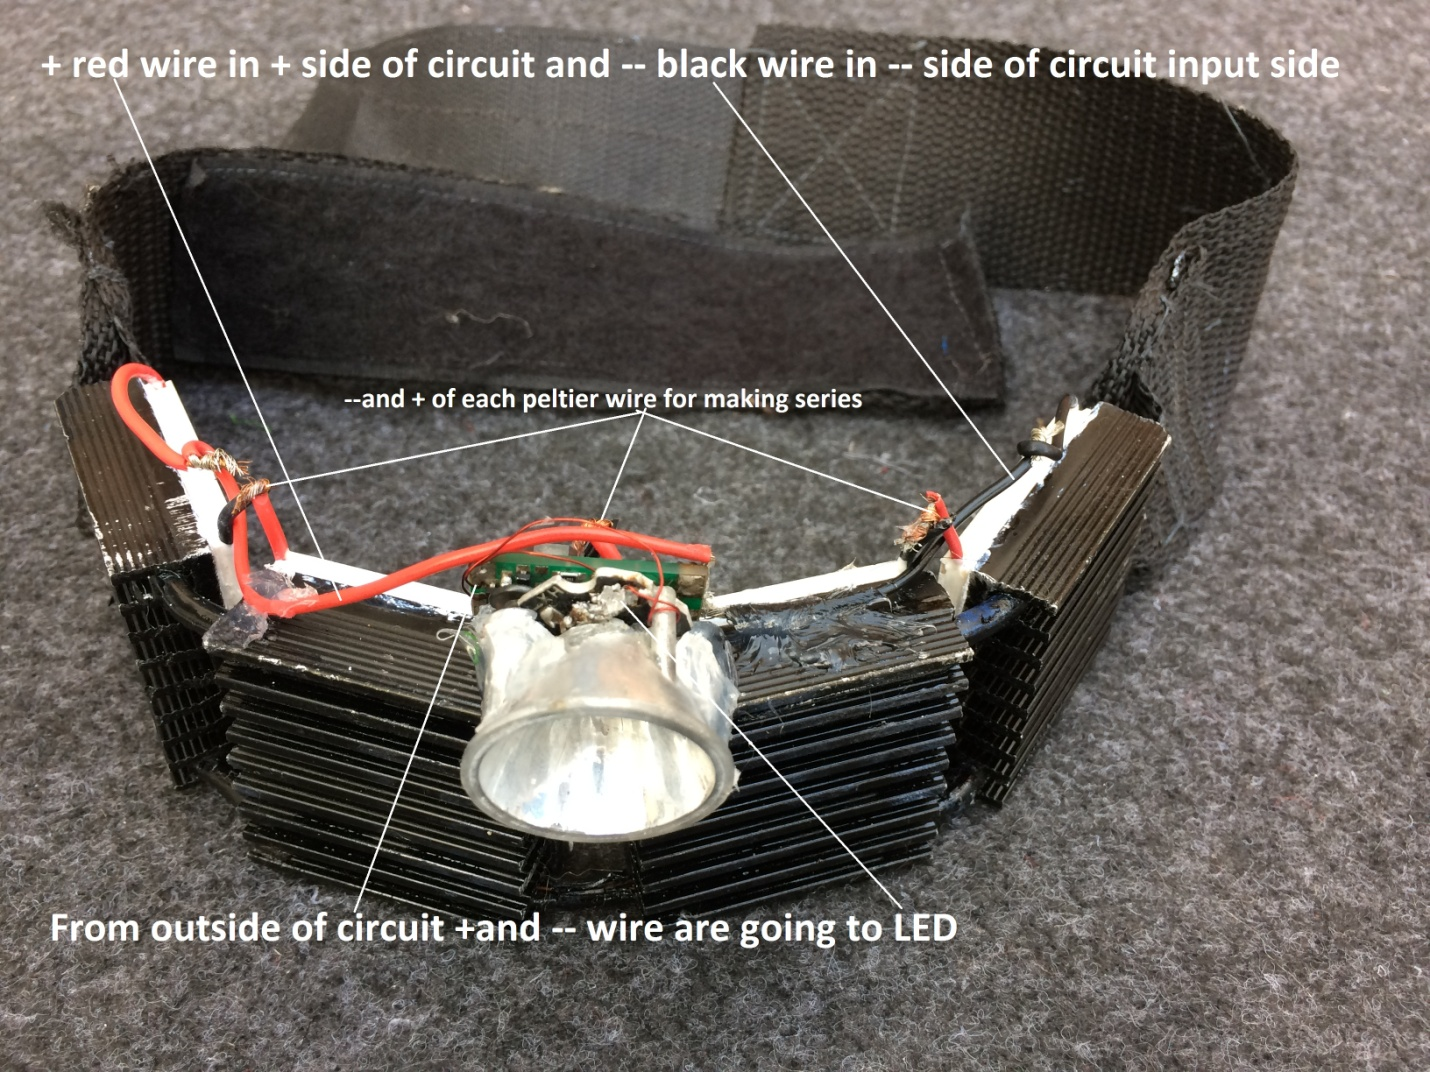 + red wire in + side of circuit and -- black wire in -- side of circuit input side
--and + of each peltier wire for making series
From outside of circuit +and -- wire are going to LED